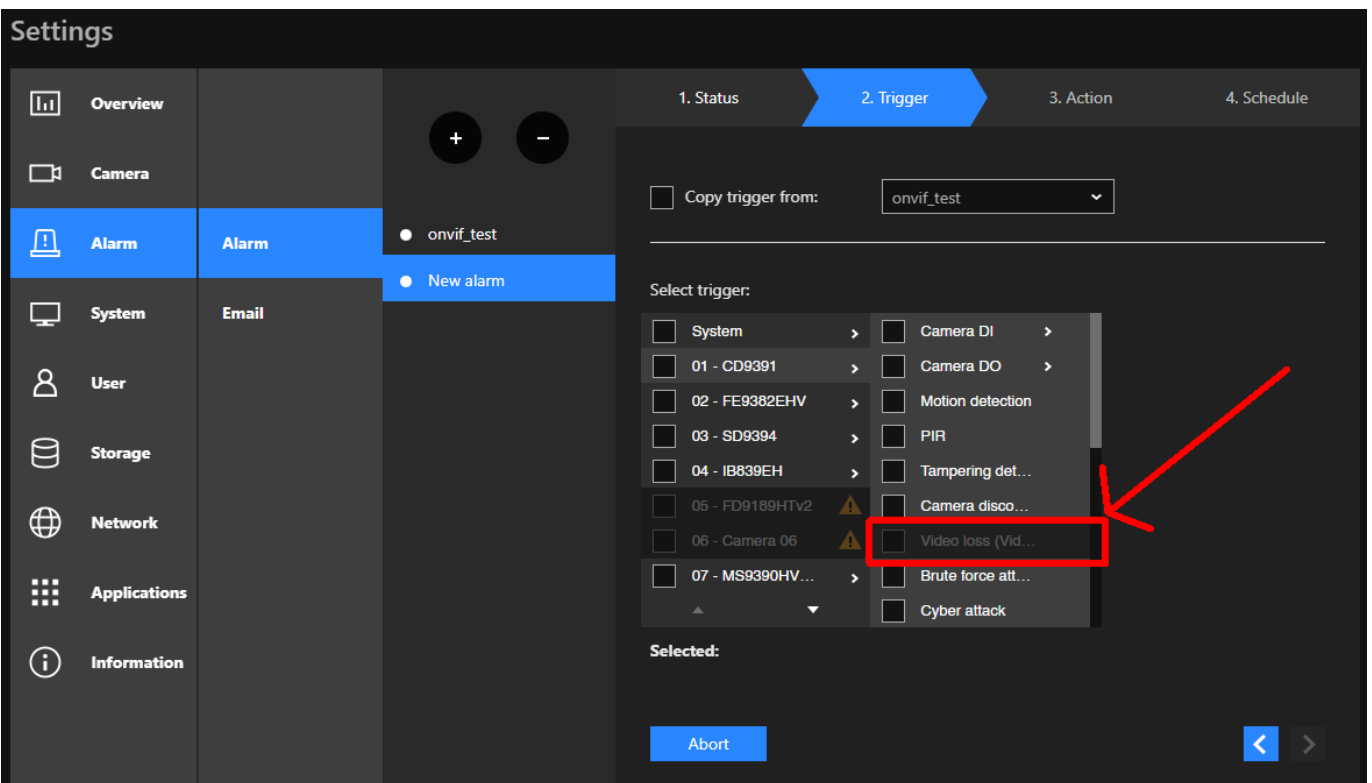 Settings
Overview
Camera
Alarm
System
User
Storage
Network
Applications
Information
Alarm
Email
+ -
onvif_test
New alarm
1. Status 2. Trigger 3. Action 4. Schedule
Copy trigger from: onvif_test
Select trigger:
System
01 - CD9391
02 - FE9382EHV
03 - SD9394
04 - IB839EH
05 - FD9189HTv2
06 - Camera 06
07 - MS9390HV...
Camera DI
Camera DO
Motion detection
PIR
Tampering det...
Camera disco...
Video loss (Vid...
Brute force att...
Cyber attack
Selected:
Abort